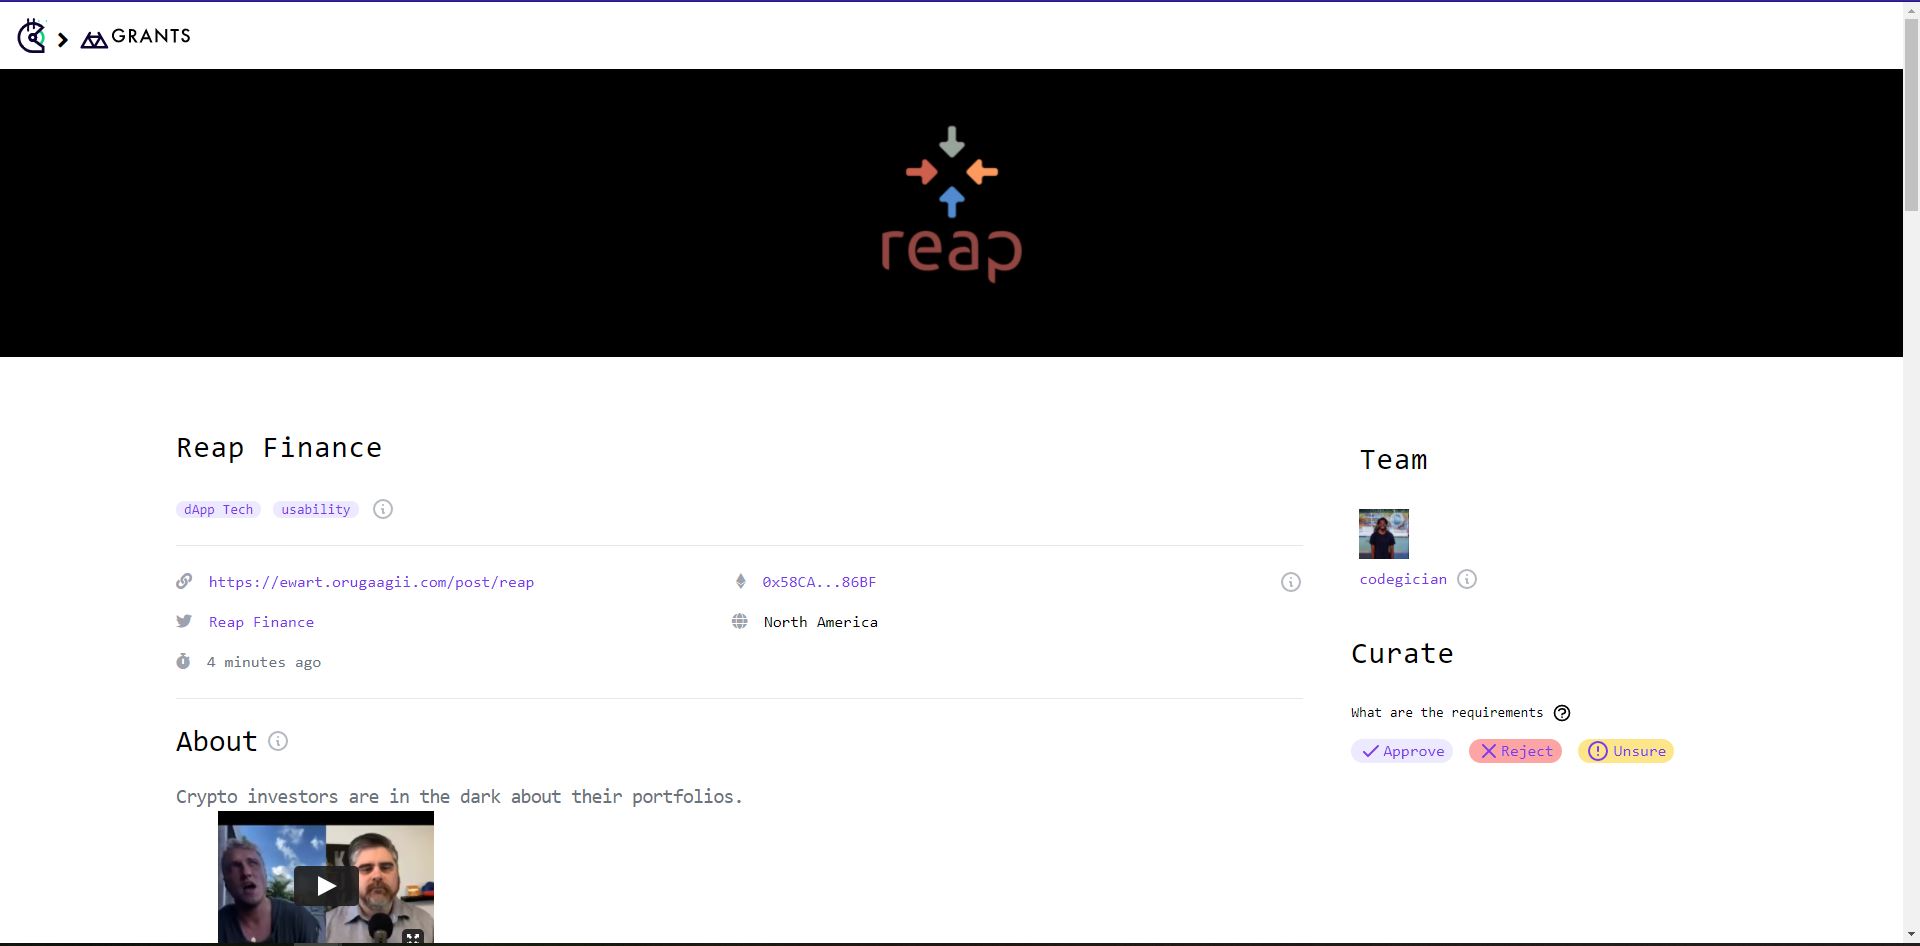 GRANTS
reap
Reap Finance
dApp Tech usability
https://ewart.orugaagii.com/post/reap
0x58CA...86BF
Reap Finance
North America
4 minutes ago
About
Crypto investors are in the dark about their portfolios.
Team
codegician
Curate
What are the requirements
Approve Reject Unsure